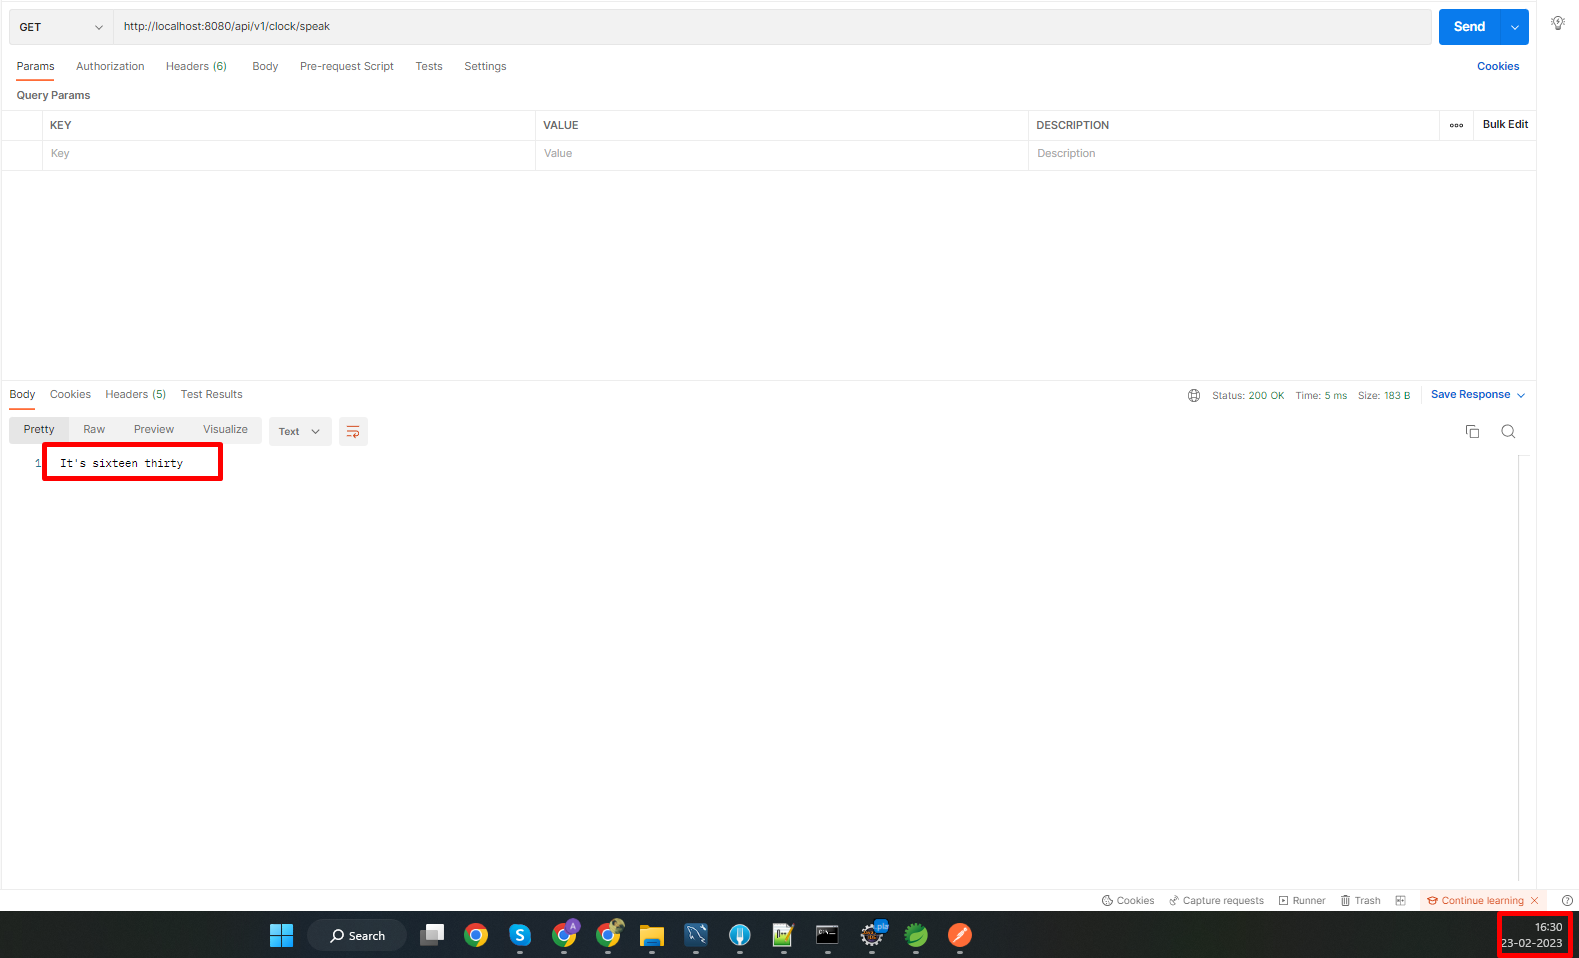 GET http://localhost:8080/api/v1/clock/speak Send
Params Authorization Headers (6) Body Pre-request Script Tests Settings Cookies
Query Params
KEY VALUE DESCRIPTION Bulk Edit
Key Value Description
Body Cookies Headers (5) Test Results Status: 200 OK Time: 5 ms Size: 183 B Save Response
Pretty Raw Preview Visualize Text
1 It's sixteen thirty
Cookies Capture requests Runner Trash Continue learning
Search
16:30
23-02-2023